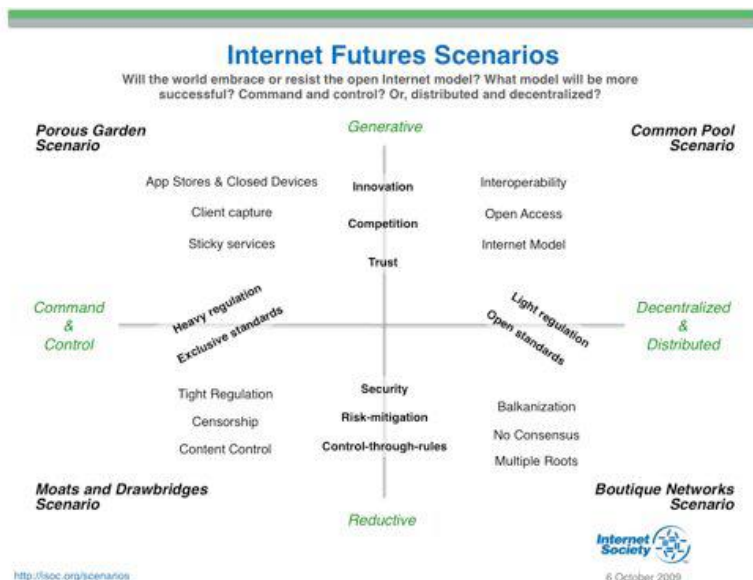 Internet Futures Scenarios
Will the world embrace or resist the open Internet model? What model will be more
successful? Command and control? Or, distributed and decentralized?
Porous Garden
Scenario
Generative
Common Pool
Scenario
App Stores & Closed Devices
Client capture
Sticky services
Innovation
Competition
Trust
Interoperability
Open Access
Internet Model
Command
&
Control
Heavy regulation
Exclusive standards
Light regulation
Open standards
Decentralized
&
Distributed
Tight Regulation
Censorship
Content Control
Security
Risk-mitigation
Control-through-rules
Balkanization
No Consensus
Multiple Roots
Moats and Drawbridges
Scenario
Reductive
Boutique Networks
Scenario
Internet
Society
http://isoc.org/scenarios
6 October 2009